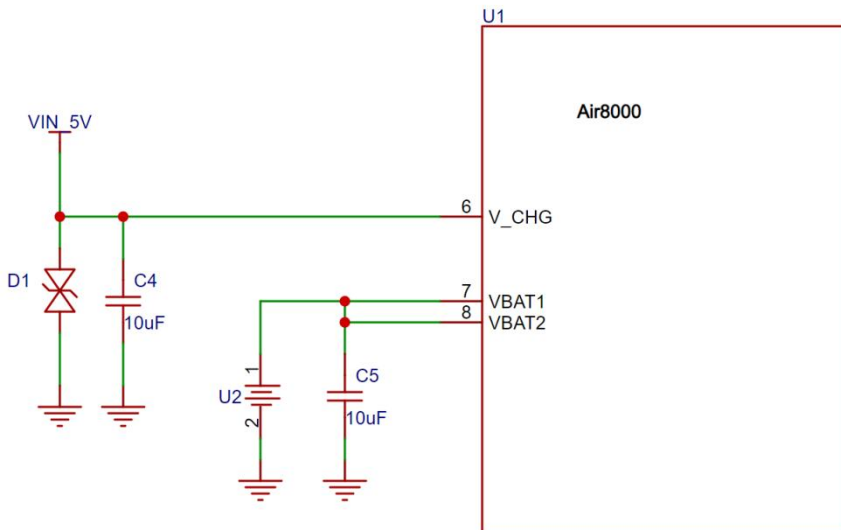 U1
Air8000
VIN_5V
6
V_CHG
D1
C4
10uF
7
VBAT1
8
VBAT2
1
U2
2
C5
10uF